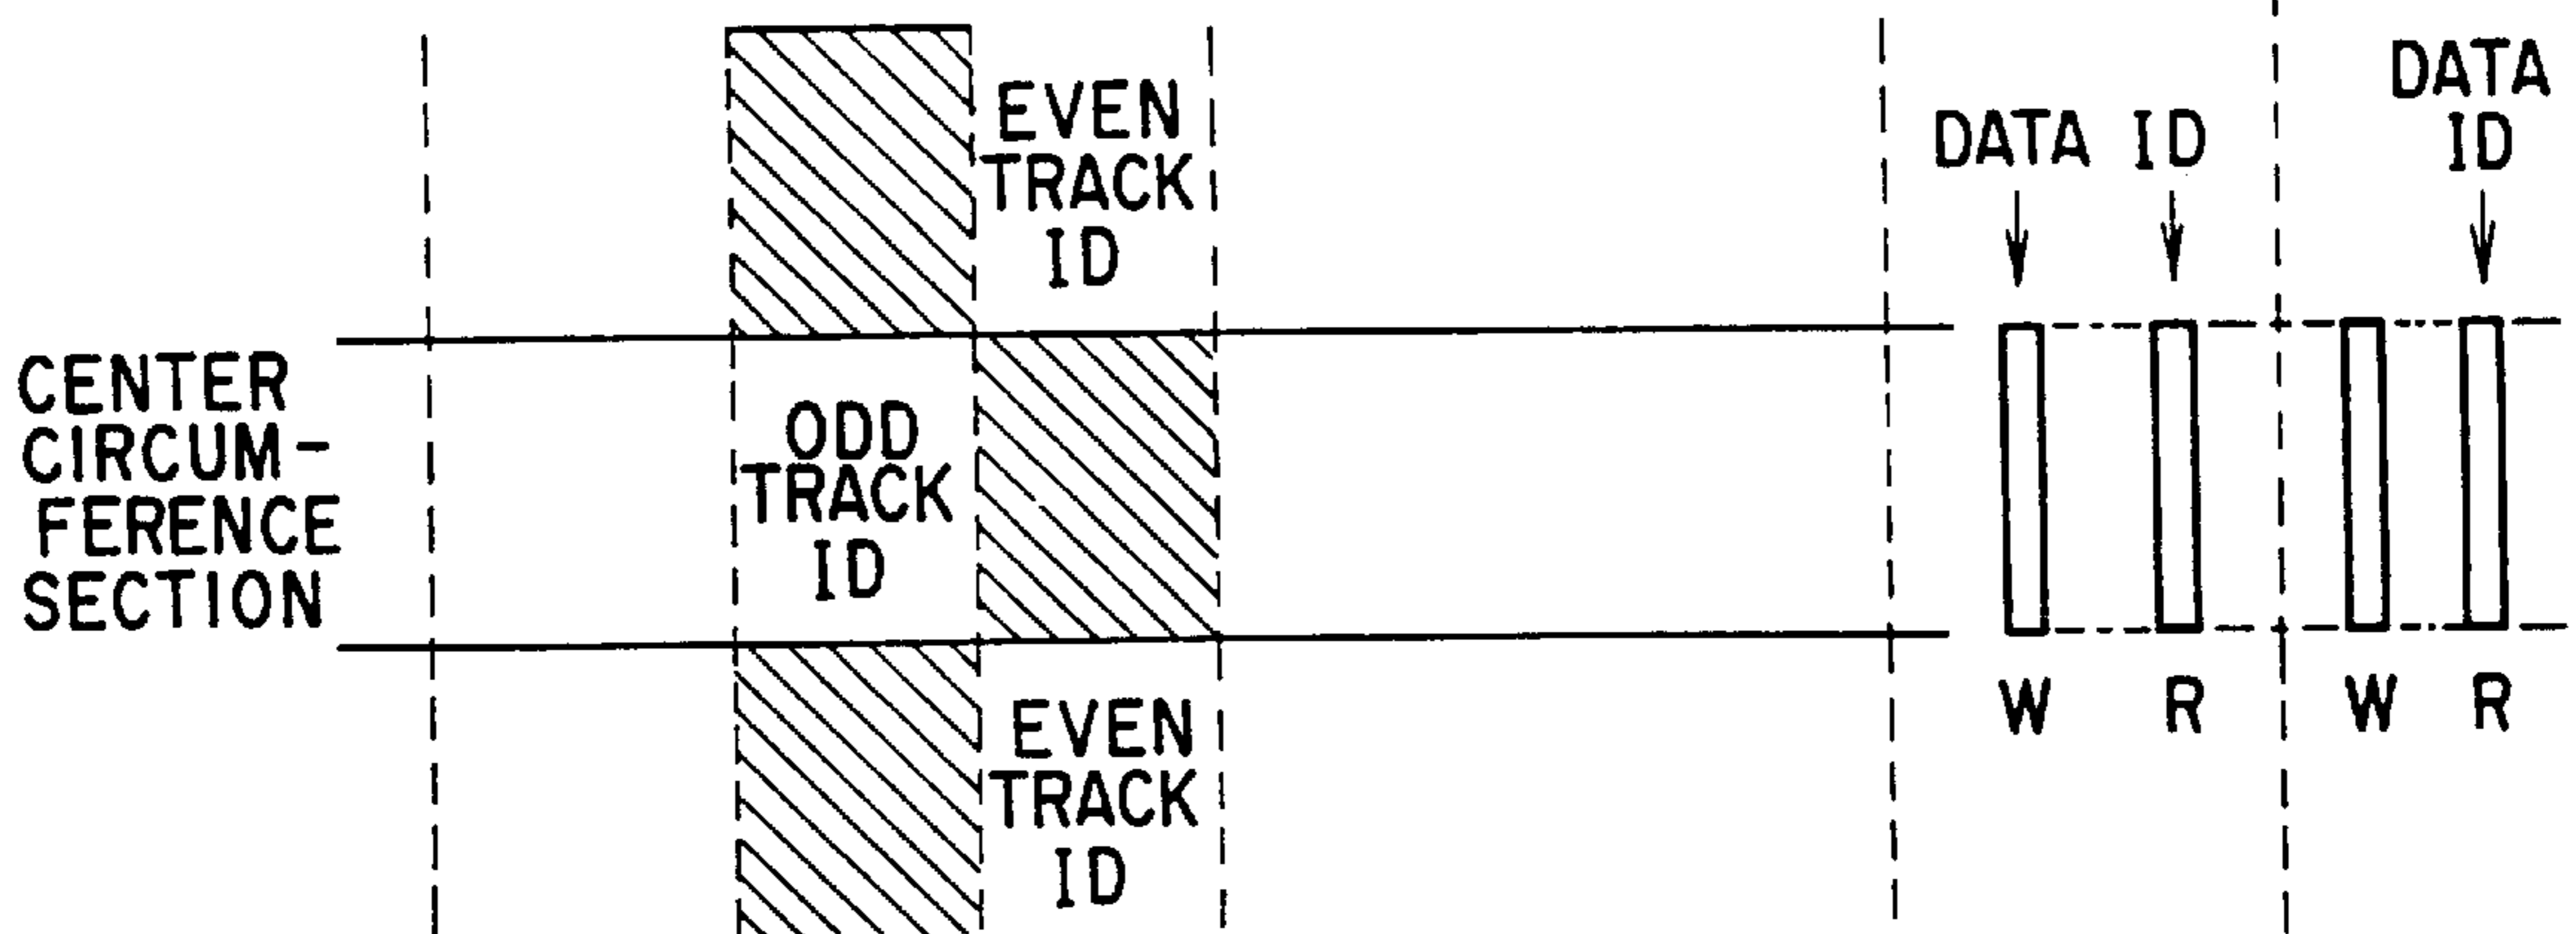 EVEN
TRACK
ID
DATA ID
DATA
ID
CENTER
CIRCUM-
FERENCE
SECTION
ODD
TRACK
ID
W R W R
EVEN
TRACK
ID